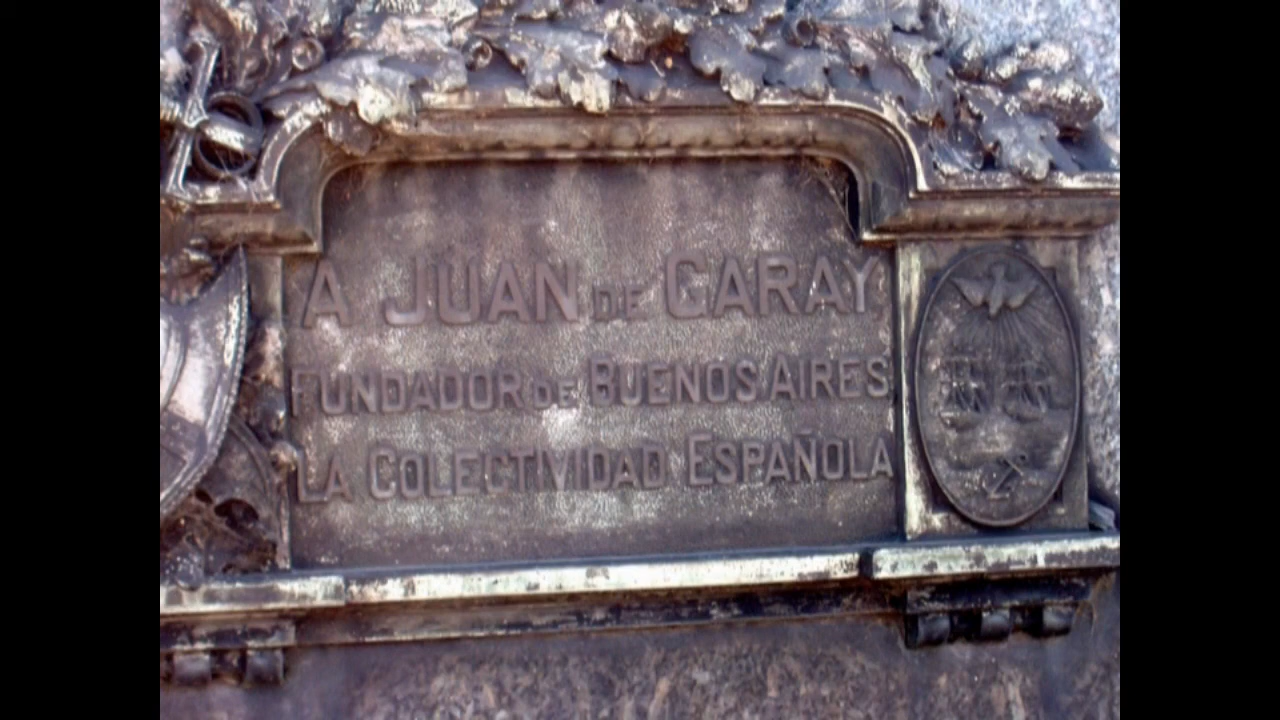 A JUAN DE GARAY
FUNDADOR DE BUENOS AIRES
LA COLECTIVIDAD ESPAÑOLA